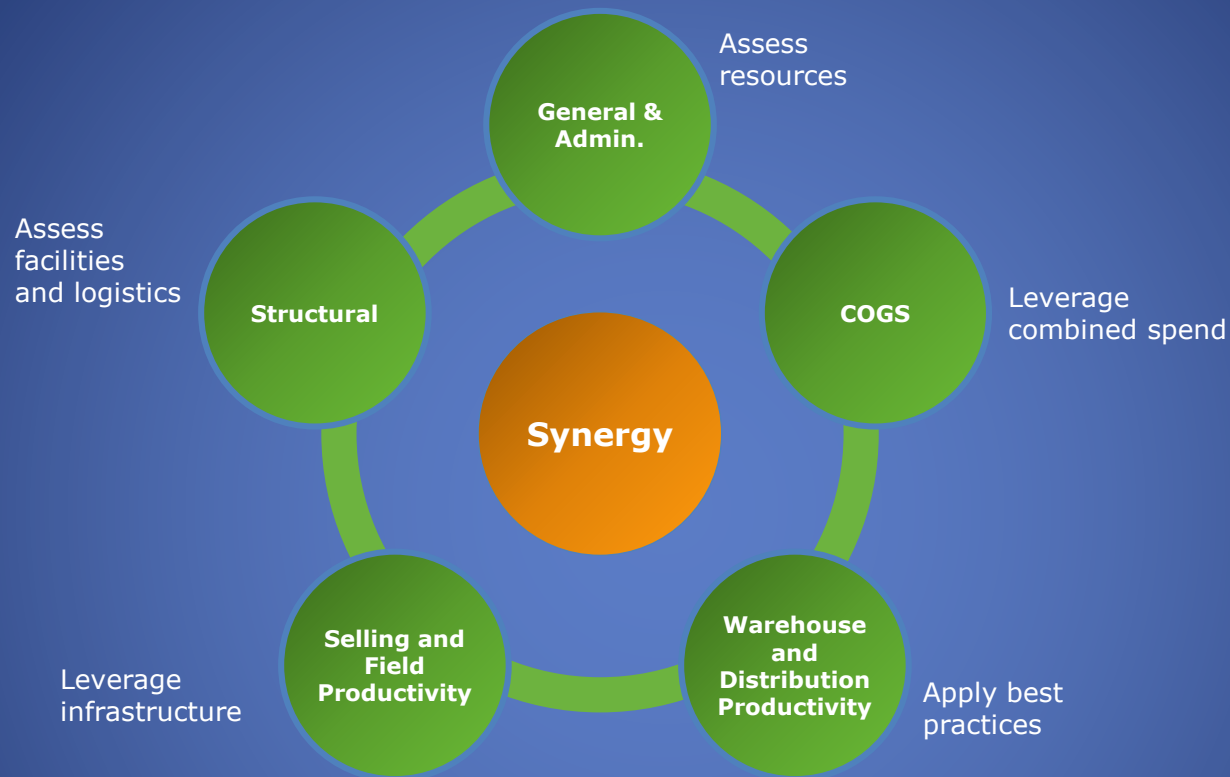 Assess
resources
General &
Admin.
Assess
facilities
and logistics
Structural
COGS
Leverage
combined spend
Synergy
Selling and
Field
Productivity
Leverage
infrastructure
Warehouse
and
Distribution
Productivity
Apply best
practices